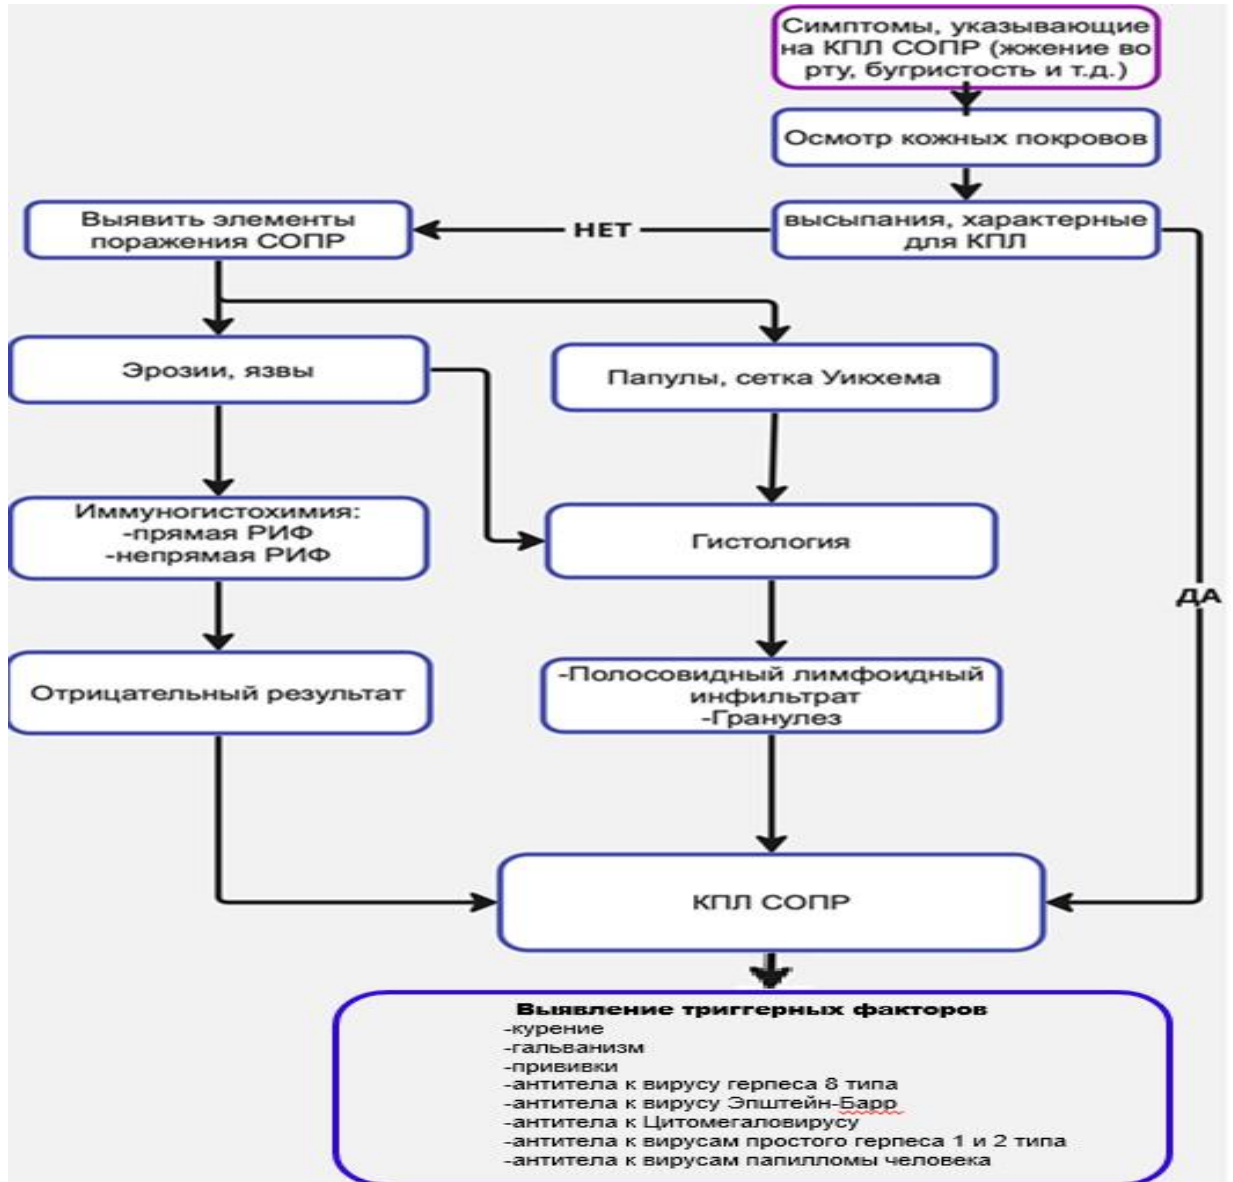 Симптомы, указывающие
на КПЛ СОПР (жжение во
рту, бугристость и т.д.)
Осмотр кожных покровов
высыпания, характерные
для КПЛ
НЕТ
Выявить элементы
поражения СОПР
Эрозии, язвы
Папулы, сетка Уикхема
Иммуногистохимия:
-прямая РИФ
-непрямая РИФ
Гистология
ДА
Отрицательный результат
-Полосовидный лимфоидный
инфильтрат
-Гранулез
КПЛ СОПР
Выявление триггерных факторов
-курение
-гальванизм
-прививки
-антитела к вирусу герпеса 8 типа
-антитела к вирусу Эпштейн-Барр
-антитела к Цитомегаловирусу
-антитела к вирусам простого герпеса 1 и 2 типа
-антитела к вирусам папилломы человека